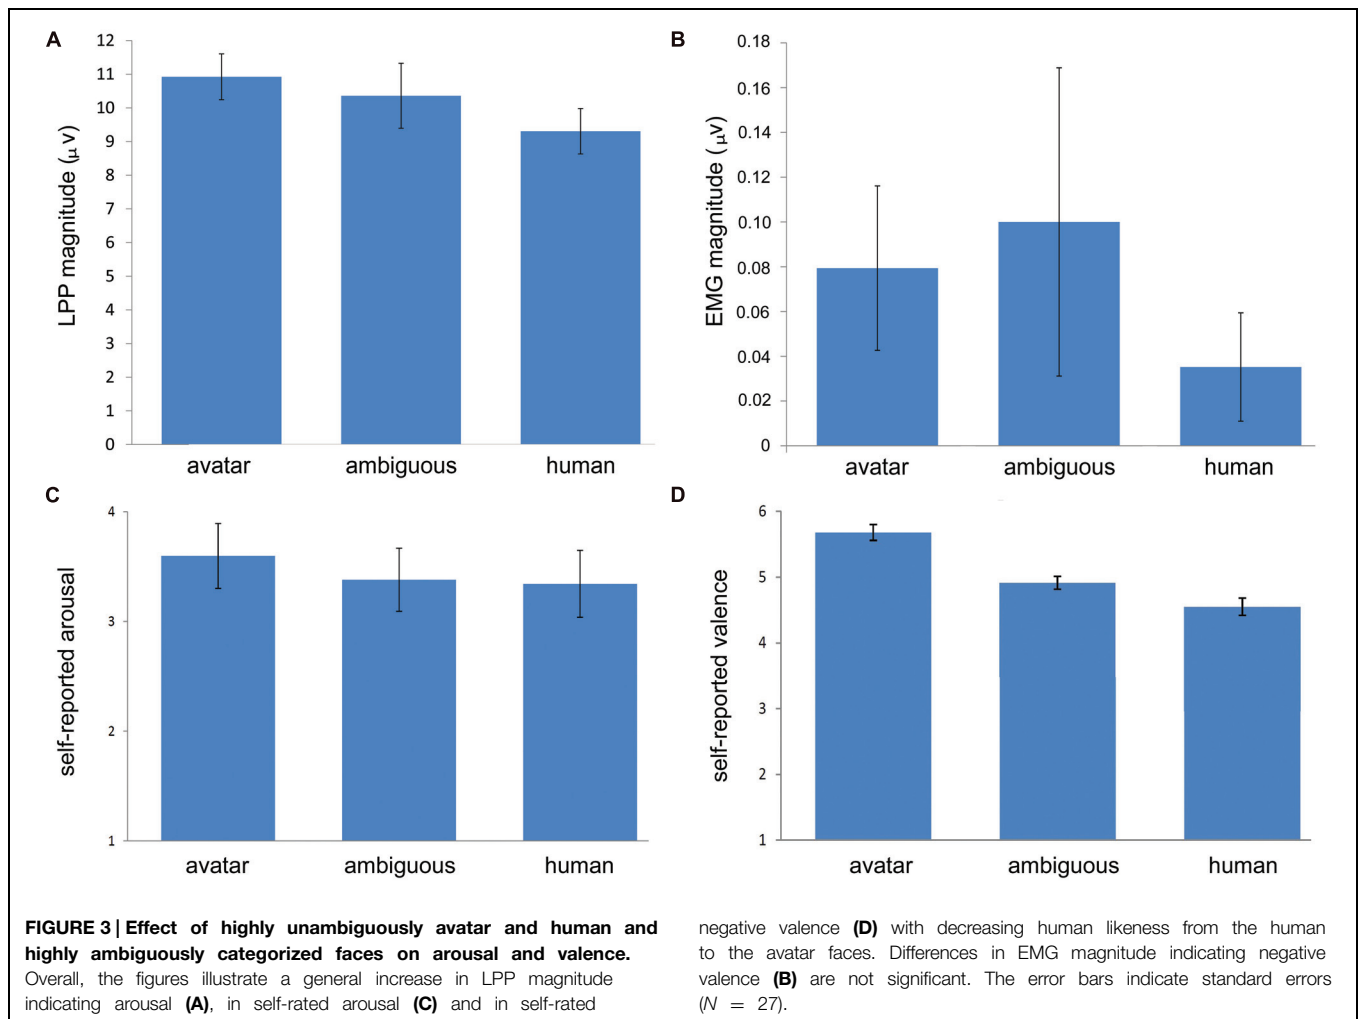 A
12
11
10
9
8
7
6
5
4
3
2
1
0
LPP magnitude (μ v)
avatar ambiguous human
B
0.18
0.16
0.14
0.12
0.10
0.08
0.06
0.04
0.02
0
EMG magnitude (μv)
avatar ambiguous human
C
4
3
2
1
self-reported arousal
avatar ambiguous human
D
6
5
4
3
2
1
self-reported valence
avatar ambiguous human
FIGURE 3 | Effect of highly unambiguously avatar and human and
highly ambiguously categorized faces on arousal and valence.
Overall, the figures illustrate a general increase in LPP magnitude
indicating arousal (A), in self-rated arousal (C) and in self-rated
negative valence (D) with decreasing human likeness from the human
to the avatar faces. Differences in EMG magnitude indicating negative
valence (B) are not significant. The error bars indicate standard errors
(N = 27).